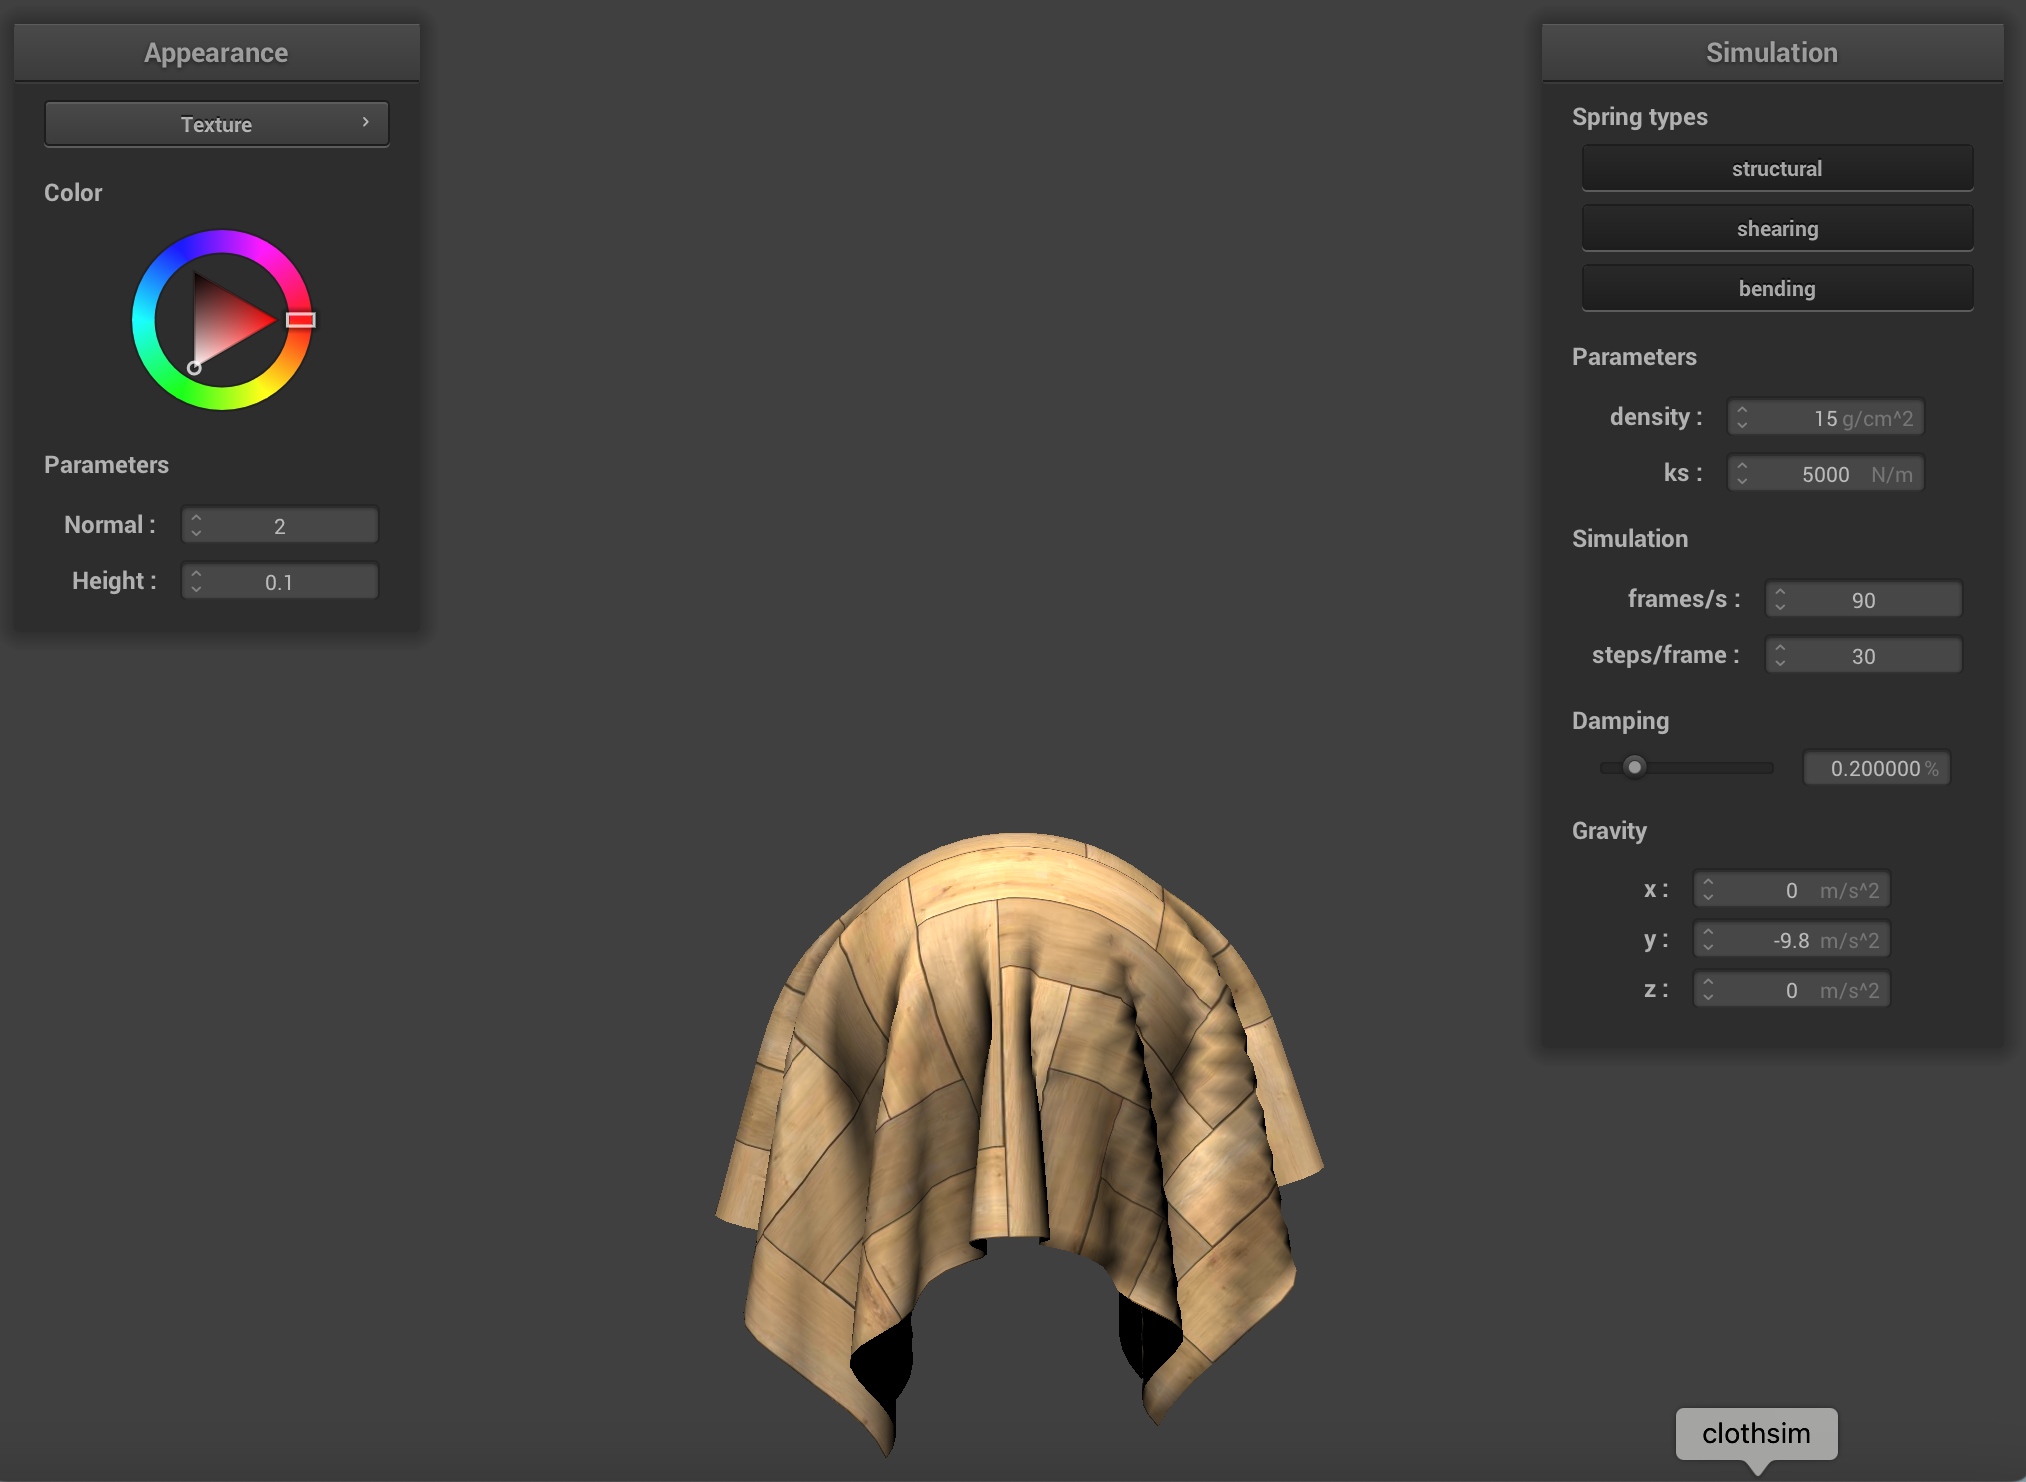 Appearance
Texture
Color
Parameters
Normal : 2
Height : 0.1
Simulation
Spring types
structural
shearing
bending
Parameters
density : 15 g/cm^2
ks : 5000 N/m
Simulation
frames/s : 90
steps/frame : 30
Damping
0.200000 %
Gravity
x : 0 m/s^2
y : -9.8 m/s^2
z : 0 m/s^2
clothsim